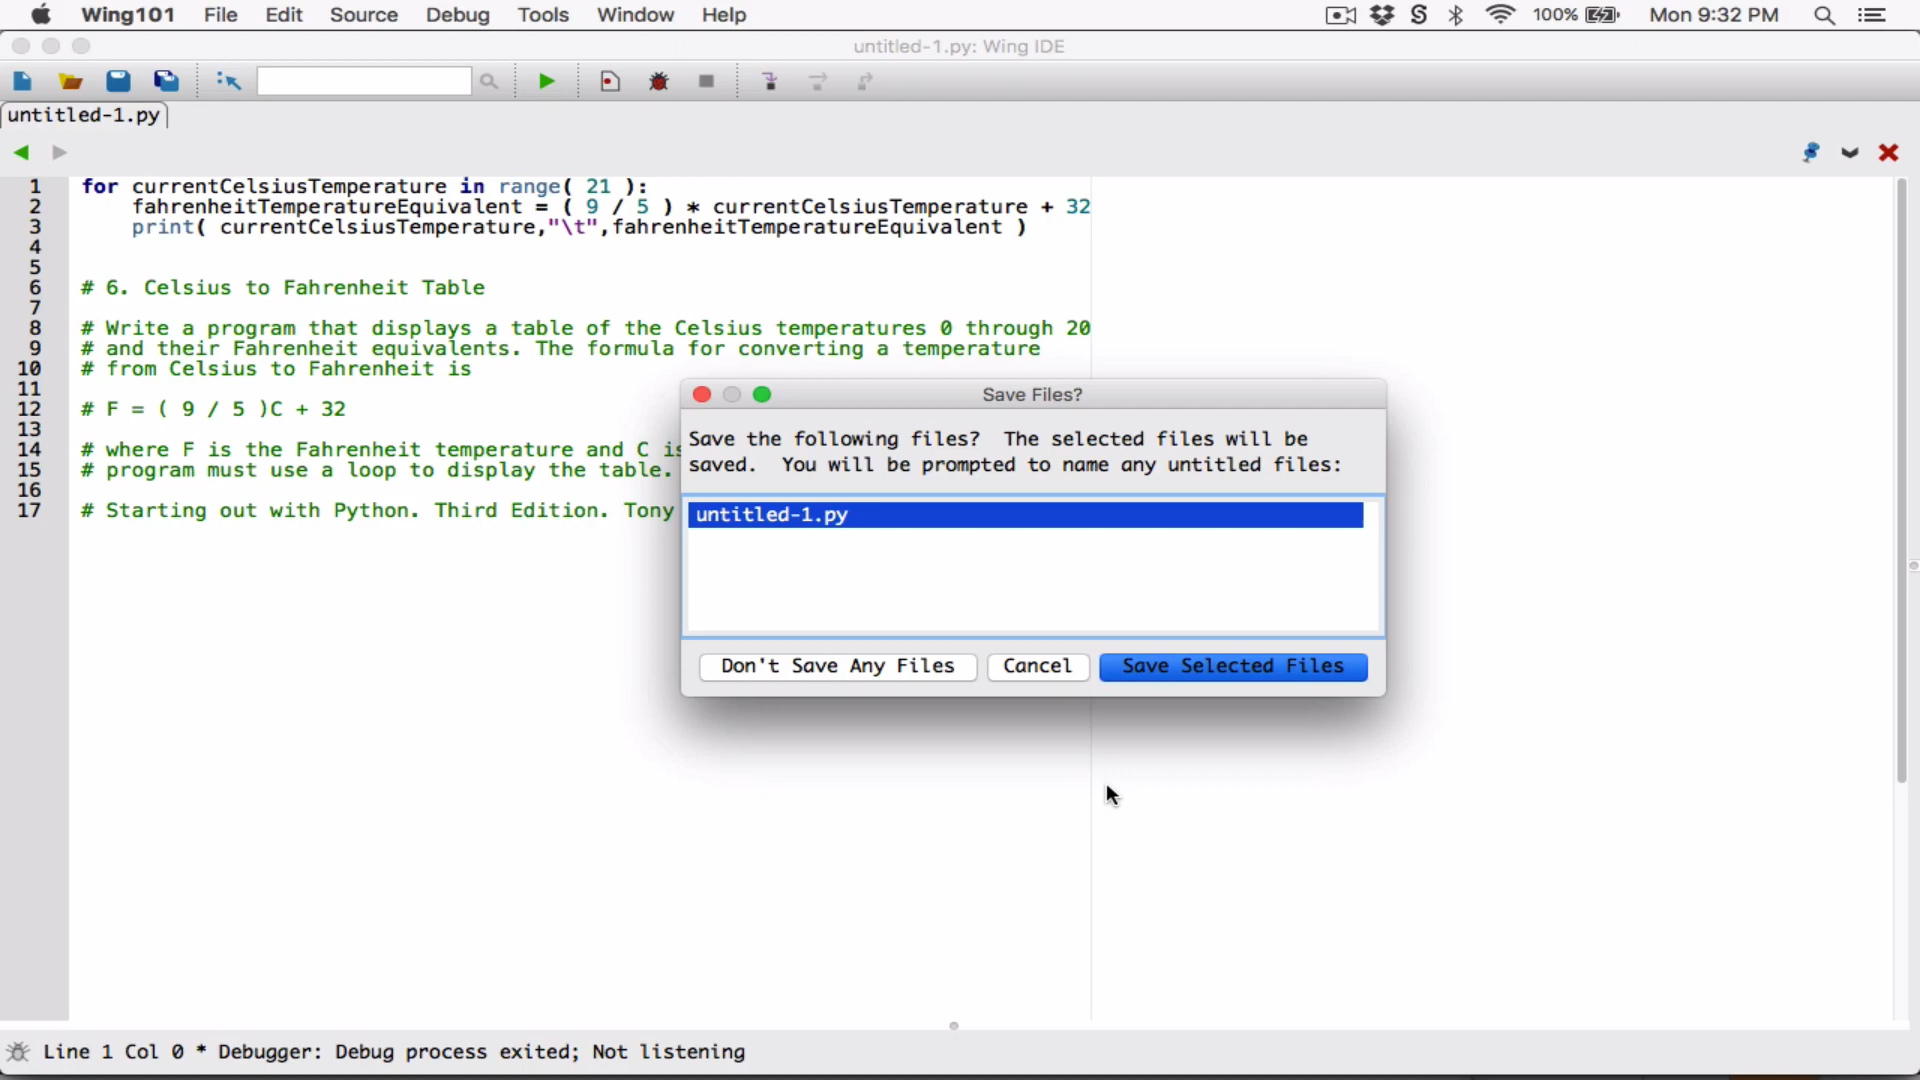 Wing101 File Edit Source Debug Tools Window Help 100% Mon 9:32 PM
untitled-1.py: Wing IDE
untitled-1.py
1 for currentCelsiusTemperature in range( 21 ):
2 fahrenheitTemperatureEquivalent = ( 9 / 5 ) * currentCelsiusTemperature + 32
3 print( currentCelsiusTemperature,"\t",fahrenheitTemperatureEquivalent )
4
5
6 # 6. Celsius to Fahrenheit Table
7
8 # Write a program that displays a table of the Celsius temperatures 0 through 20
9 # and their Fahrenheit equivalents. The formula for converting a temperature
10 # from Celsius to Fahrenheit is
11
12 # F = ( 9 / 5 )C + 32
13
14 # where F is the Fahrenheit temperature and C is
15 # program must use a loop to display the table.
16
17 # Starting out with Python. Third Edition. Tony
Save Files?
Save the following files? The selected files will be
saved. You will be prompted to name any untitled files:
untitled-1.py
Don't Save Any Files Cancel Save Selected Files
Line 1 Col 0 * Debugger: Debug process exited; Not listening